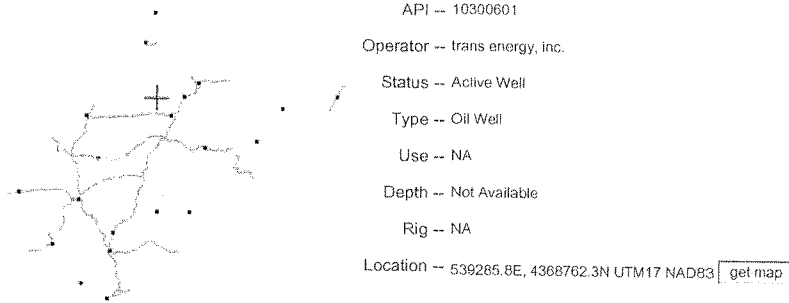 API -- 10300601
Operator -- trans energy, inc.
Status -- Active Well
Type -- Oil Well
Use -- NA
Depth -- Not Available
Rig -- NA
Location -- 539285.8E, 4368762.3N UTM17 NAD83 get map